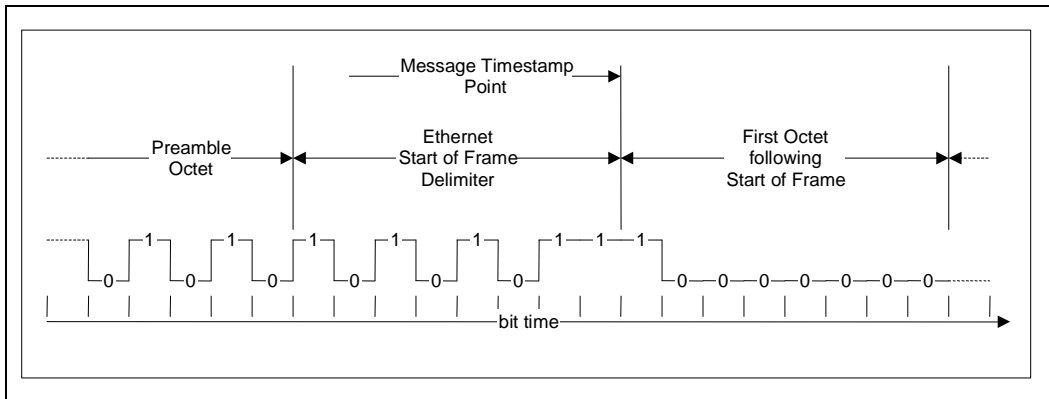 Message Timestamp
Point
Preamble
Octet
Ethernet
Start of Frame
Delimiter
First Octet
following
Start of Frame
0 1 0 1 0 1 0 1 0 1 0 1 1 1 0 0 0 0 0 0 0
bit time